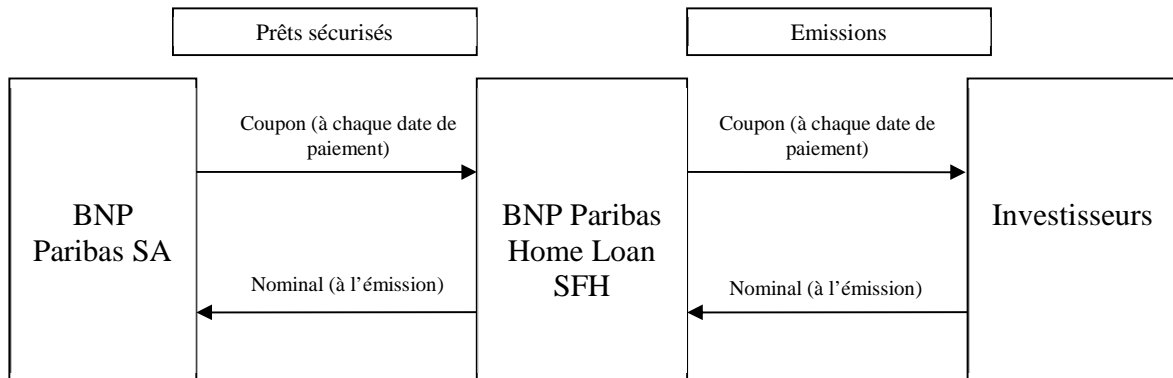 Prêts sécurisés
Emissions
Coupon (à chaque date de
paiement)
Coupon (à chaque date de
paiement)
BNP
Paribas SA
BNP Paribas
Home Loan
SFH
Investisseurs
Nominal (à l'émission)
Nominal (à l'émission)